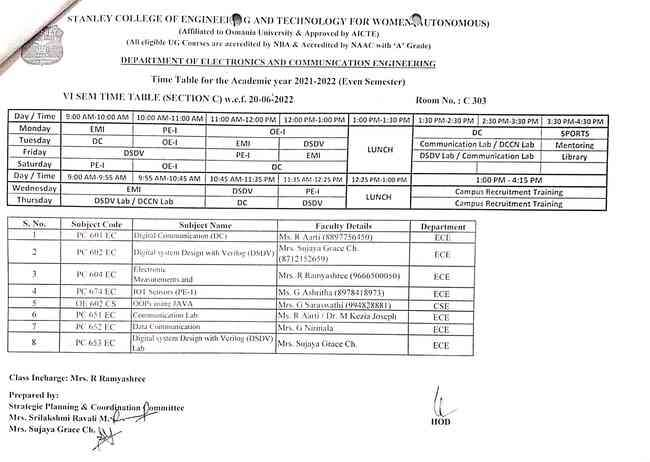 STANLEY COLLEGE OF ENGINEERING AND TECHNOLOGY FOR WOMEN (AUTONOMOUS)
(Affiliated to Osmania University & Approved by AICTE)
(All eligible UG Courses are accredited by NBA & Accredited by NAAC with 'A' Grade)
DEPARTMENT OF ELECTRONICS AND COMMUNICATION ENGINEERING
Time Table for the Academic year 2021-2022 (Even Semester)
VI SEM TIME TABLE (SECTION C) w.e.f. 20-06-2022 Room No. : C 303
Day / Time 9:00 AM-10:00 AM 10:00 AM-11:00 AM 11:00 AM-12:00 PM 12:00 PM-1:00 PM 1:00 PM-1:30 PM 1:30 PM-2:30 PM 2:30 PM-3:30 PM 3:30 PM-4:30 PM
Monday EMI PE-I OE-I LUNCH DC SPORTS
Tuesday DC OE-I EMI DSDV Communication Lab / DCCN Lab Mentoring
Friday DSDV PE-I EMI DSDV Lab / Communication Lab Library
Saturday PE-I OE-I DC
Day / Time 9:00 AM-9:55 AM 9:55 AM-10:45 AM 10:45 AM-11:35 PM 11:35 AM-12:25 PM 12:25 PM-1:00 PM 1:00 PM - 4:15 PM
Wednesday EMI DSDV PE-I LUNCH Campus Recruitment Training
Thursday DSDV Lab / DCCN Lab DC DSDV Campus Recruitment Training
S. No. Subject Code Subject Name Faculty Details Department
1 PC 601 EC Digital Communication (DC) Ms. R Aarti (8897756459) ECE
2 PC 602 EC Digital system Design with Verilog (DSDV) Mrs. Sujaya Grace Ch. (8712152659) ECE
3 PC 604 EC Electronic Measurements and Mrs. R Ramyashree (9666500050) ECE
4 PC 674 EC IOT Sensors (PE-1) Ms. G Ashritha (8978418973) ECE
5 OE 602 CS OOPs using JAVA Mrs. G Saraswathi (994828881) CSE
6 PC 651 EC Communication Lab Ms. R Aarti / Dr. M Kezia Joseph ECE
7 PC 652 EC Data Communication Mrs. G Nirmala ECE
8 PC 653 EC Digital system Design with Verilog (DSDV) Lab Mrs. Sujaya Grace Ch. ECE
Class Incharge: Mrs. R Ramyashree
Prepared by:
Strategic Planning & Coordination Committee
Mrs. Srilakshmi Ravali M.
Mrs. Sujaya Grace Ch.
HOD